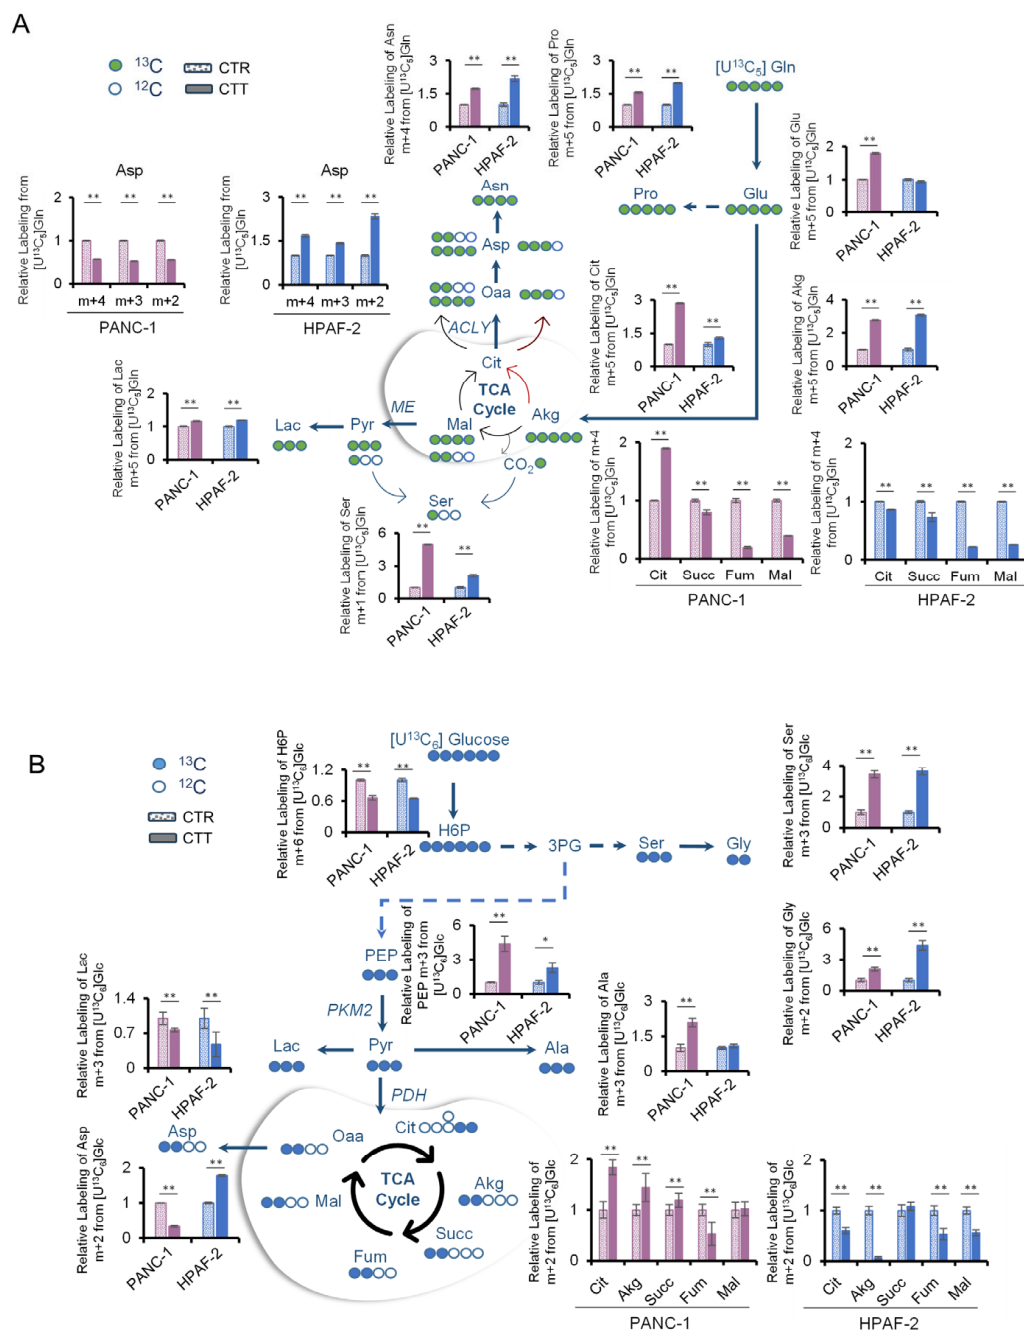 A
13C
12C
CTR
CTT
Relative Labeling of Asn
m+4 from [U13C5]Gln
3
1.5
0
**
**
PANC-1
HPAF-2
Relative Labeling of Pro
m+5 from [U13C5]Gln
3
1.5
0
**
**
PANC-1
HPAF-2
[U13C5] Gln
Relative Labeling of Glu
m+5 from [U13C5]Gln
2
1
0
**
PANC-1
HPAF-2
Asp
Relative Labeling from
[U13C5]Gln
2
1
0
**
**
**
m+4
m+3
m+2
PANC-1
Asp
Relative Labeling from
[U13C5]Gln
3
1.5
0
**
**
**
m+4
m+3
m+2
HPAF-2
Asn
Pro
Glu
Asp
Oaa
ACLY
Cit
TCA
Cycle
Akg
Mal
ME
Pyr
Lac
CO2
Ser
Relative Labeling of Cit
m+5 from [U13C5]Gln
3
1.5
0
**
**
PANC-1
HPAF-2
Relative Labeling of Akg
m+5 from [U13C5]Gln
4
2
0
**
**
PANC-1
HPAF-2
Relative Labeling of Lac
m+5 from [U13C5]Gln
2
1
0
**
**
PANC-1
HPAF-2
Relative Labeling of Ser
m+1 from [U13C5]Gln
6
3
0
**
**
PANC-1
HPAF-2
Relative Labeling of m+4
from [U13C5]Gln
2
1
0
**
**
**
**
Cit
Succ
Fum
Mal
PANC-1
Relative Labeling of m+4
from [U13C5]Gln
2
1
0
**
**
**
**
Cit
Succ
Fum
Mal
HPAF-2
B
13C
12C
CTR
CTT
Relative Labeling of H6P
m+6 from [U13C6]Glc
1.2
0.6
0
**
**
PANC-1
HPAF-2
[U13C6] Glucose
H6P
3PG
Ser
Gly
Relative Labeling of Ser
m+3 from [U13C6]Glc
4
2
0
**
**
PANC-1
HPAF-2
PEP
Relative Labeling of
PEP m+3 from
[U13C6]Glc
6
3
0
**
*
PANC-1
HPAF-2
Relative Labeling of Gly
m+2 from [U13C6]Glc
6
3
0
**
**
PANC-1
HPAF-2
Relative Labeling of Lac
m+3 from [U13C6]Glc
1.4
0.7
0
**
**
PANC-1
HPAF-2
PKM2
Lac
Pyr
Ala
Relative Labeling of Ala
m+3 from [U13C6]Glc
3
1.5
0
**
PANC-1
HPAF-2
PDH
Cit
Oaa
Asp
TCA
Cycle
Akg
Mal
Succ
Fum
Relative Labeling of Asp
m+2 from [U13C6]Glc
2
1
0
**
**
PANC-1
HPAF-2
Relative Labeling of
m+2 from [U13C6]Glc
2
1
0
**
**
**
**
Cit
Akg
Succ
Fum
Mal
PANC-1
Relative Labeling of
m+2 from [U13C6]Glc
2
1
0
**
**
**
**
Cit
Akg
Succ
Fum
Mal
HPAF-2